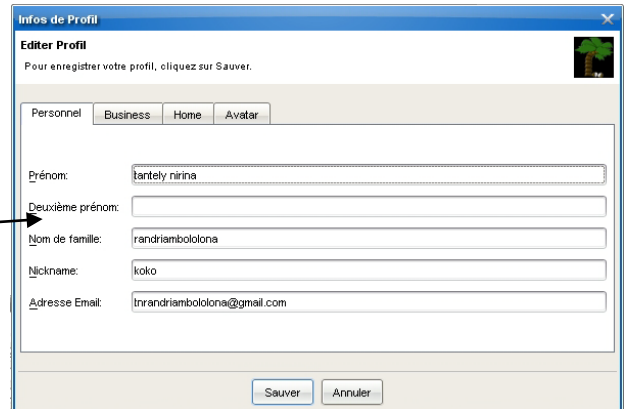 Infos de Profil
Editer Profil
Pour enregistrer votre profil, cliquez sur Sauver.
Personnel Business Home Avatar
Prénom: tantely nirina
Deuxième prénom:
Nom de famille: randriambololona
Nickname: koko
Adresse Email: tnrandriambololona@gmail.com
Sauver Annuler